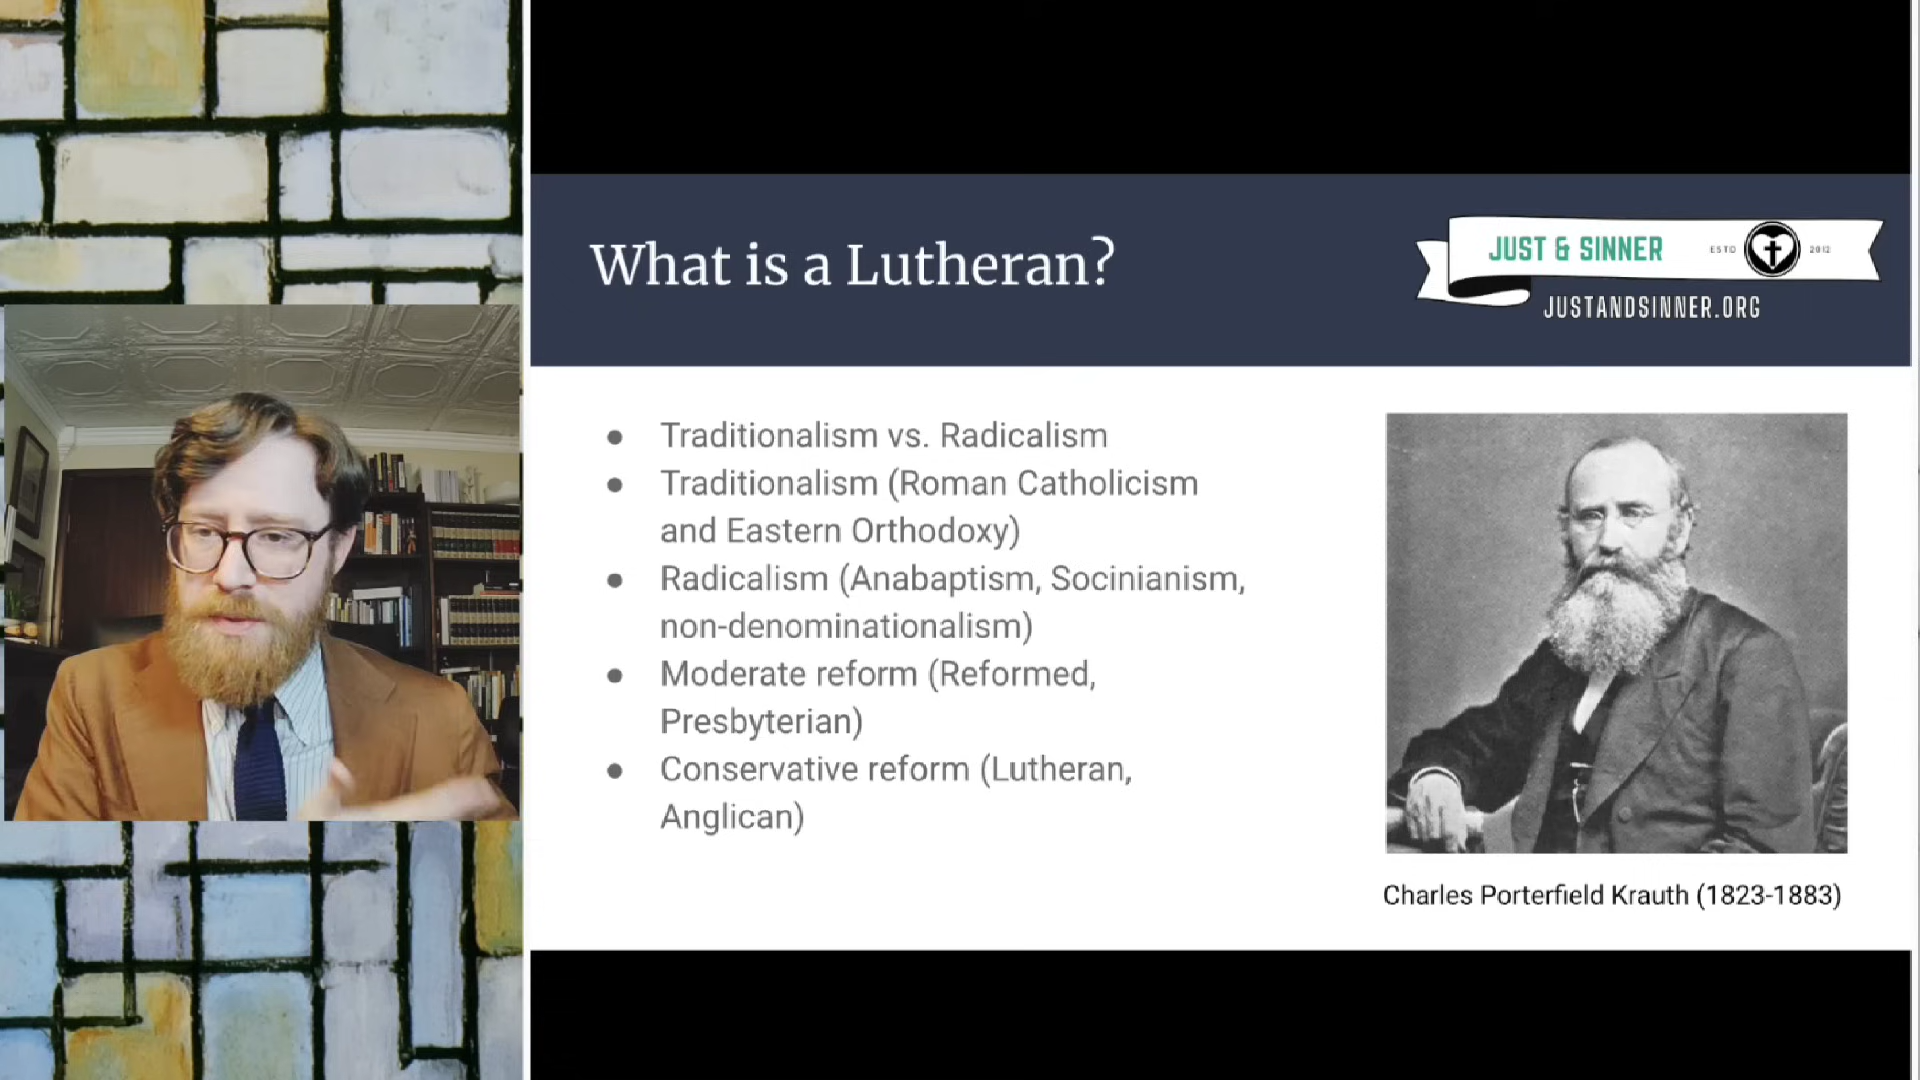 What is a Lutheran?
JUST & SINNER
ESTD 2012
JUSTANDSINNER.ORG
● Traditionalism vs. Radicalism
● Traditionalism (Roman Catholicism
and Eastern Orthodoxy)
● Radicalism (Anabaptism, Socinianism,
non-denominationalism)
● Moderate reform (Reformed,
Presbyterian)
● Conservative reform (Lutheran,
Anglican)
Charles Porterfield Krauth (1823-1883)